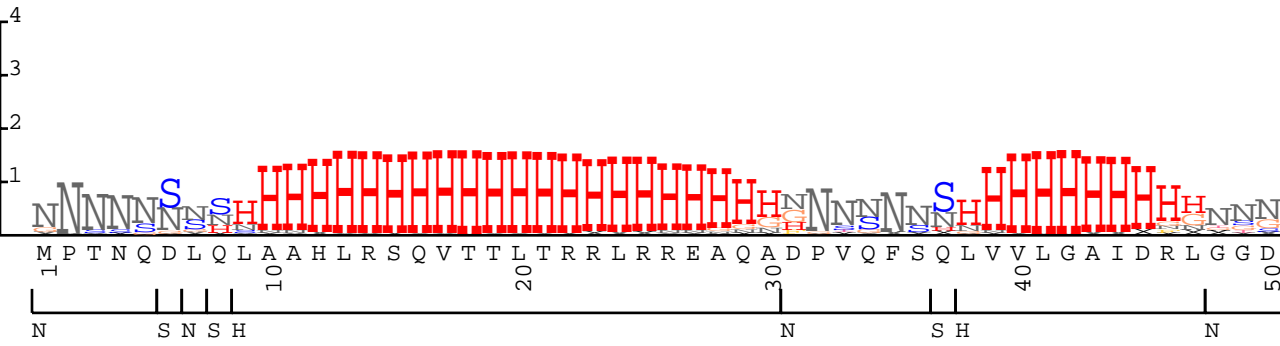 4
3
2
1
N N N N N S N S H H H H H H H H H H H H H H H H H H H H H H N N N N N N S H H H H H H H H H H N N N
M P T N Q D L Q L A A H L R S Q V T T L T R R L R R E A Q A D P V Q F S Q L V V L G A I D R L G G D
1 10 20 30 40 50
N S N S H N S H N